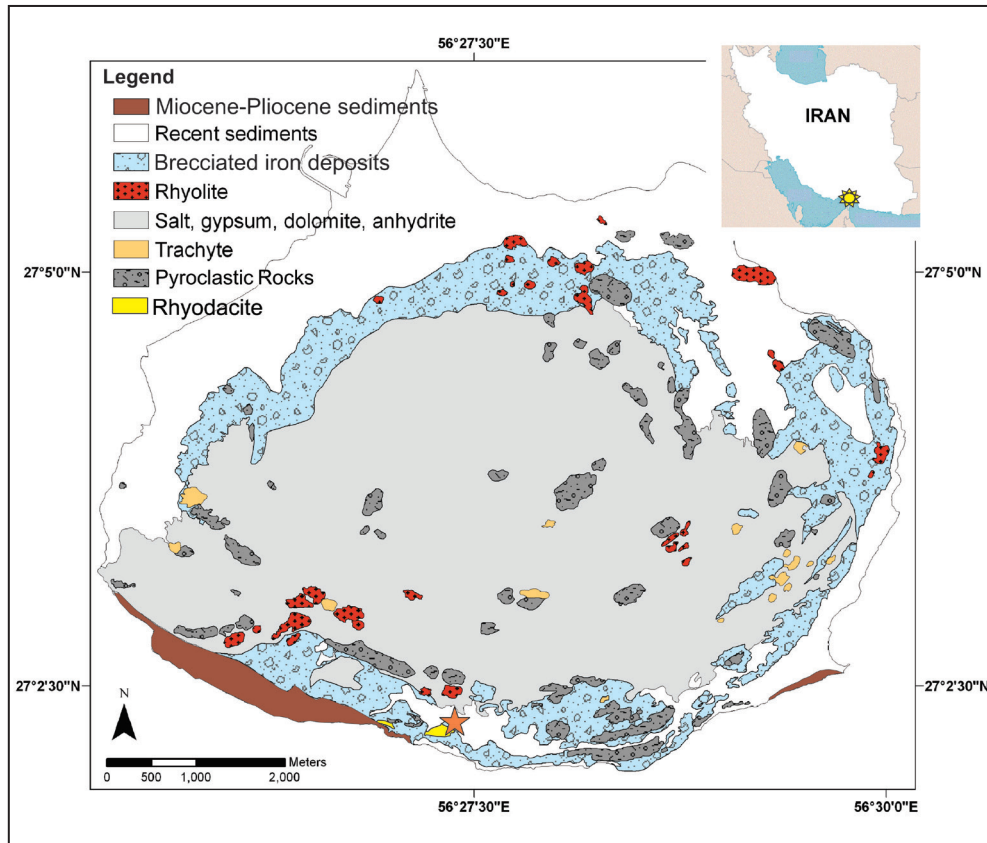 56°27'30"E
Legend
Miocene-Pliocene sediments
Recent sediments
Brecciated iron deposits
Rhyolite
Salt, gypsum, dolomite, anhydrite
Trachyte
Pyroclastic Rocks
Rhyodacite
IRAN
27°5'0"N
27°5'0"N
27°2'30"N
27°2'30"N
N
Meters
0 500 1,000 2,000
56°27'30"E
56°30'0"E